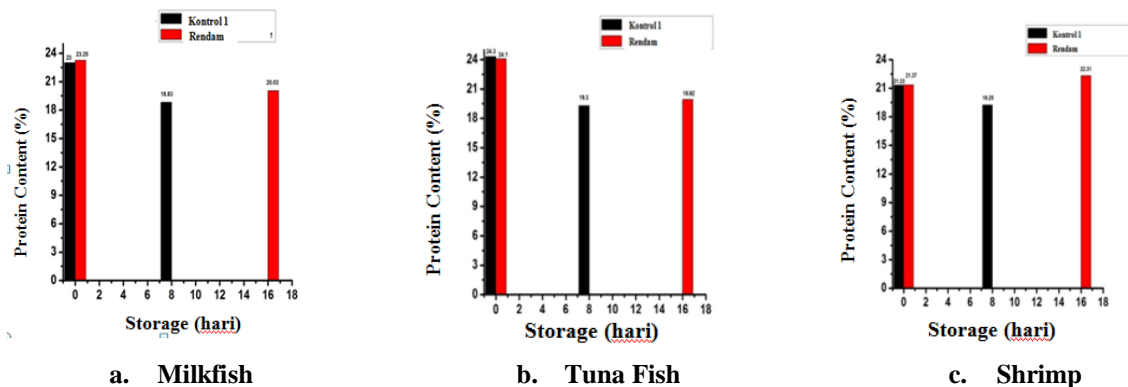 Kontrol 1
Rendam
Protein Content (%)
24
21
18
15
12
9
6
3
0
23
23.25
18.83
20.03
0 2 4 6 8 10 12 14 16 18
Storage (hari)
a. Milkfish
Kontrol 1
Rendam
Protein Content (%)
24
21
18
15
12
9
6
3
0
24.3
24.1
19.3
19.92
0 2 4 6 8 10 12 14 16 18
Storage (hari)
b. Tuna Fish
Kontrol 1
Rendam
Protein Content (%)
24
21
18
15
12
9
6
3
0
21.33
21.37
19.25
22.31
0 2 4 6 8 10 12 14 16 18
Storage (hari)
c. Shrimp